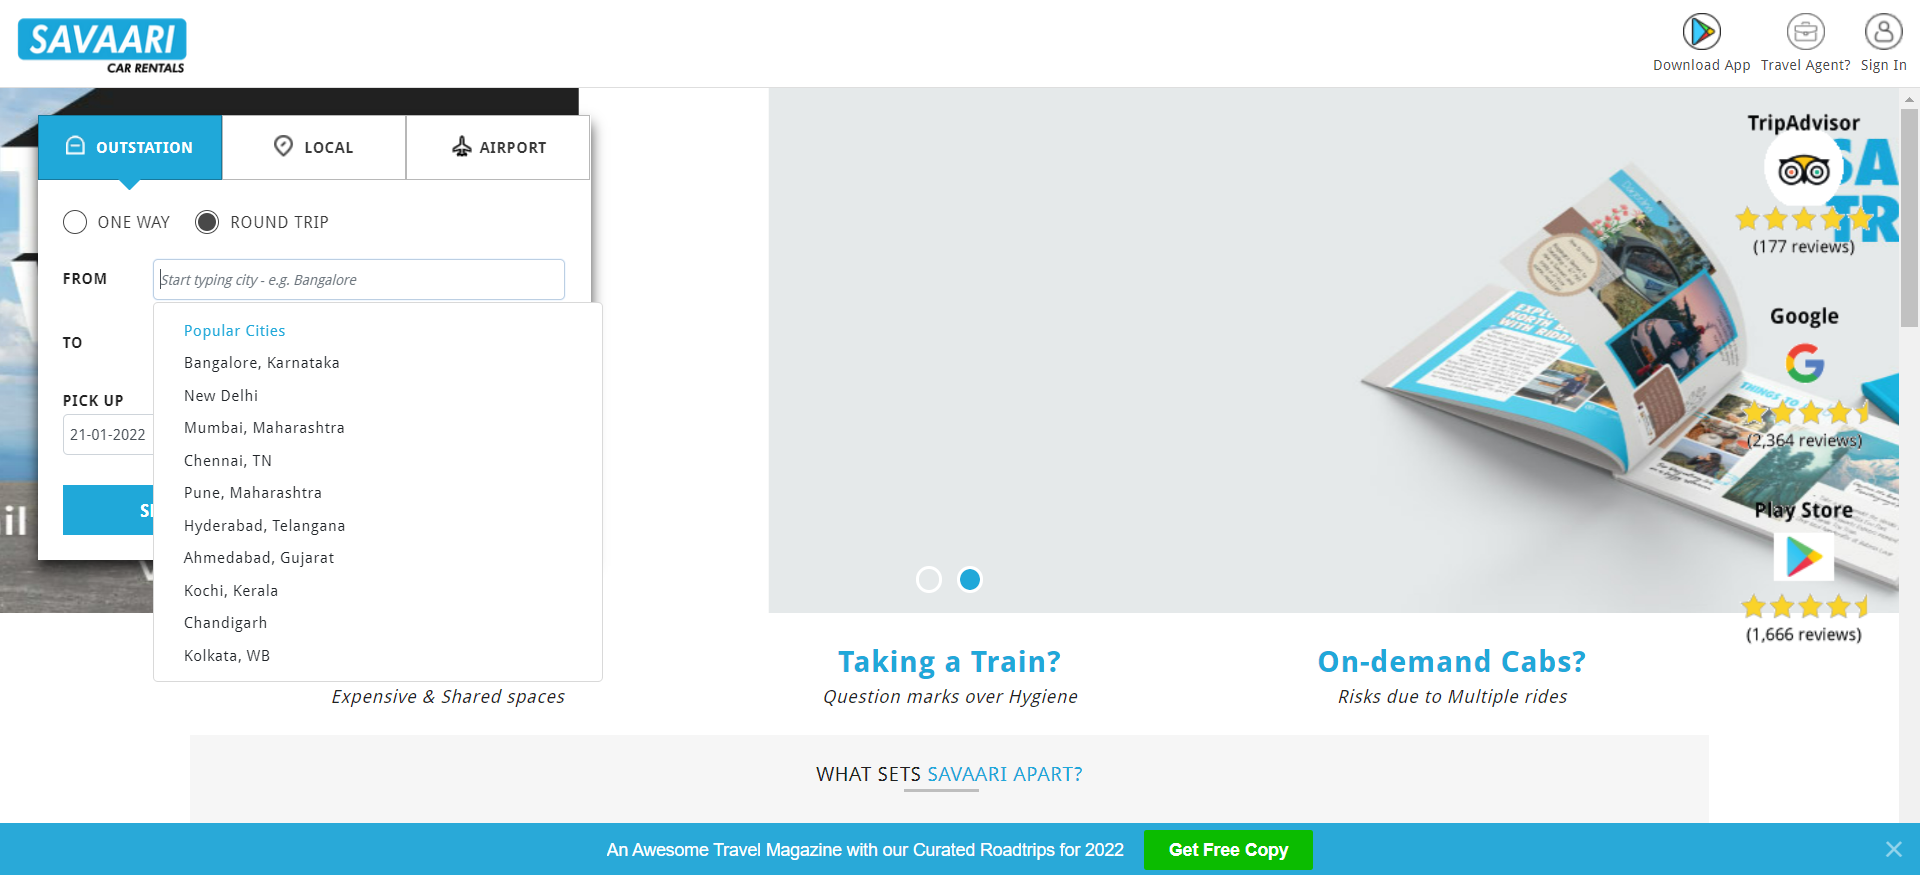 SAVAARI
CAR RENTALS
Download App
Travel Agent?
Sign In
OUTSTATION
LOCAL
AIRPORT
ONE WAY
ROUND TRIP
FROM
Start typing city - e.g. Bangalore
TO
PICK UP
21-01-2022
Popular Cities
Bangalore, Karnataka
New Delhi
Mumbai, Maharashtra
Chennai, TN
Pune, Maharashtra
Hyderabad, Telangana
Ahmedabad, Gujarat
Kochi, Kerala
Chandigarh
Kolkata, WB
TripAdvisor
(177 reviews)
Google
(2,364 reviews)
Play Store
(1,666 reviews)
SA
TR
Expensive & Shared spaces
Taking a Train?
Question marks over Hygiene
On-demand Cabs?
Risks due to Multiple rides
WHAT SETS SAVAARI APART?
An Awesome Travel Magazine with our Curated Roadtrips for 2022
Get Free Copy